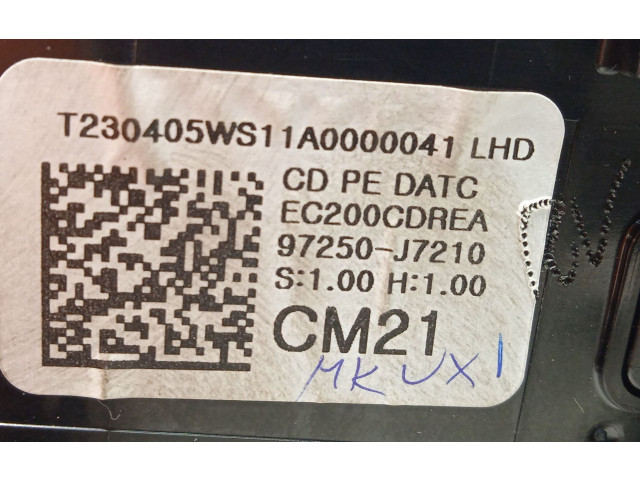 T230405WS11A0000041 LHD
CD PE DATC
EC200CDREA
97250-J7210
S:1.00 H:1.00
CM21
MKUX1